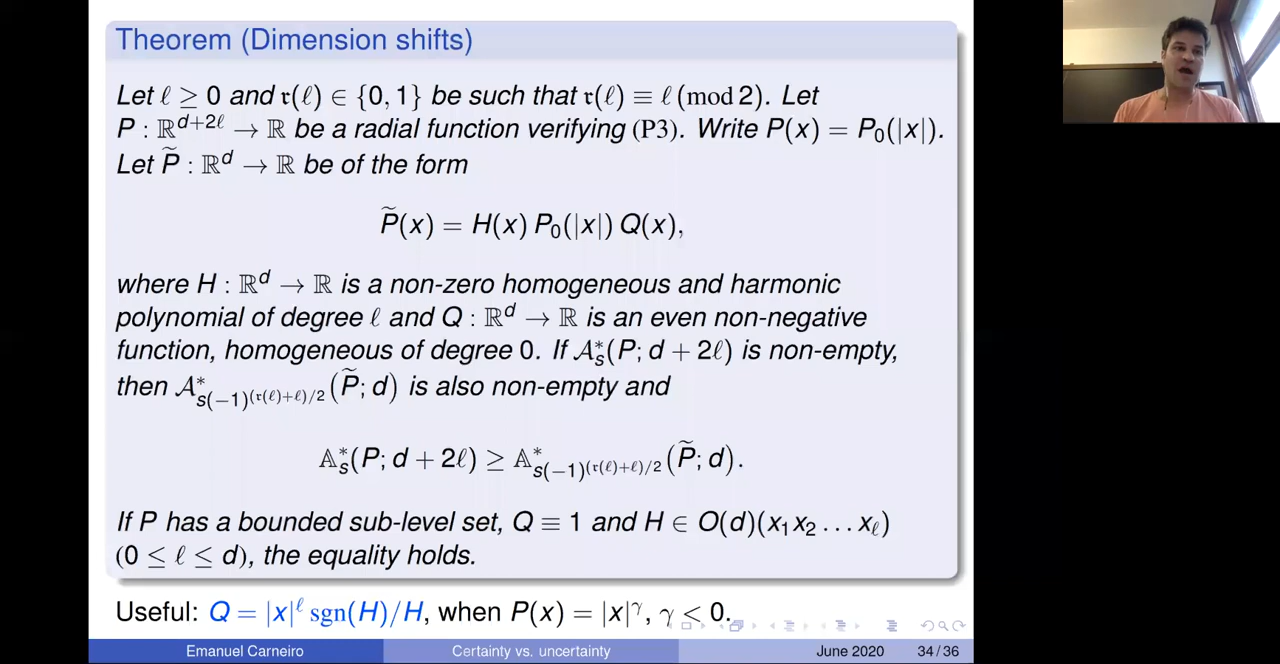 Theorem (Dimension shifts)
Let ℓ ≥ 0 and 𝔯(ℓ) ∈ {0, 1} be such that 𝔯(ℓ) ≡ ℓ (mod 2). Let
P : ℝ^{d+2ℓ} → ℝ be a radial function verifying (P3). Write P(x) = P₀(|x|).
Let P̃ : ℝ^d → ℝ be of the form
P̃(x) = H(x) P₀(|x|) Q(x),
where H : ℝ^d → ℝ is a non-zero homogeneous and harmonic
polynomial of degree ℓ and Q : ℝ^d → ℝ is an even non-negative
function, homogeneous of degree 0. If 𝒜*_s(P; d + 2ℓ) is non-empty,
then 𝒜*_{s(-1)^{(𝔯(ℓ)+ℓ)/2}}(P̃; d) is also non-empty and
𝔸*_s(P; d + 2ℓ) ≥ 𝔸*_{s(-1)^{(𝔯(ℓ)+ℓ)/2}}(P̃; d).
If P has a bounded sub-level set, Q ≡ 1 and H ∈ O(d)(x₁x₂ … x_ℓ)
(0 ≤ ℓ ≤ d), the equality holds.
Useful: Q = |x|^ℓ sgn(H)/H, when P(x) = |x|^γ, γ < 0.
Emanuel Carneiro Certainty vs. uncertainty June 2020 34 / 36